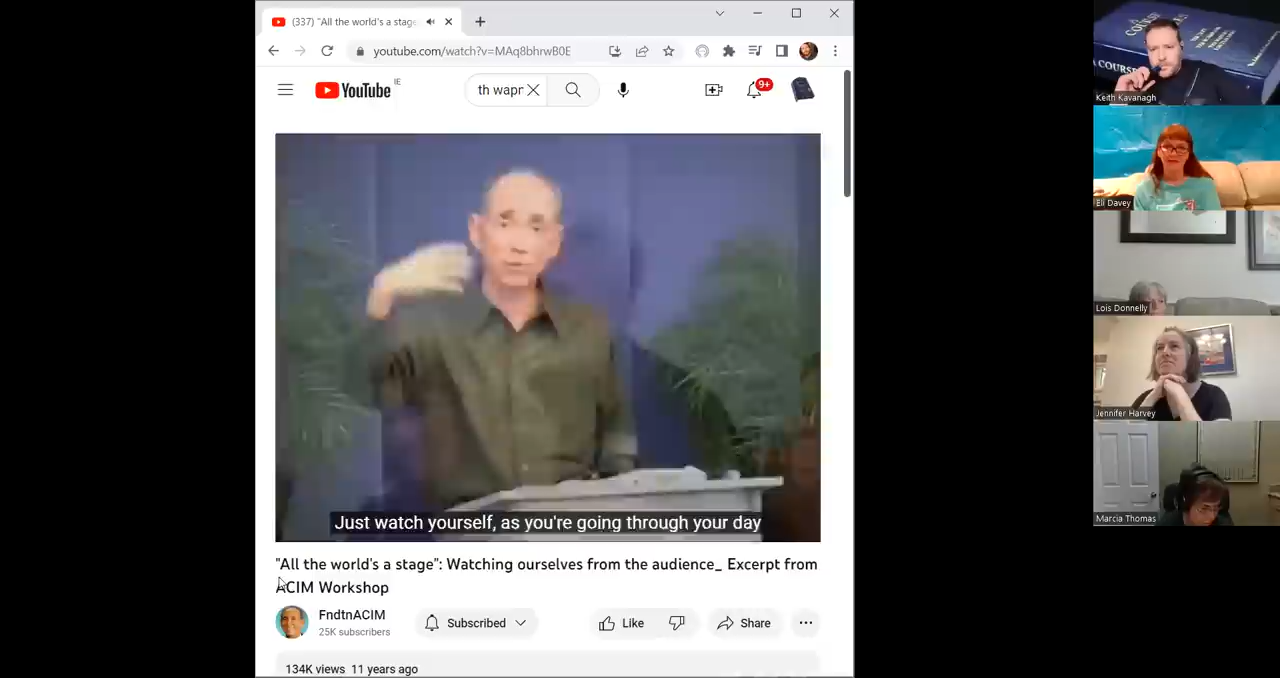 (337) "All the world's a stage
youtube.com/watch?v=MAq8bhrwB0E
YouTube
IE
th wapn
9+
Just watch yourself, as you're going through your day
"All the world's a stage": Watching ourselves from the audience_ Excerpt from
ACIM Workshop
FndtnACIM
25K subscribers
Subscribed
Like
Share
134K views 11 years ago
A COURSE
Keith Kavanagh
Eli Davey
Lois Donnelly
Jennifer Harvey
Marcia Thomas